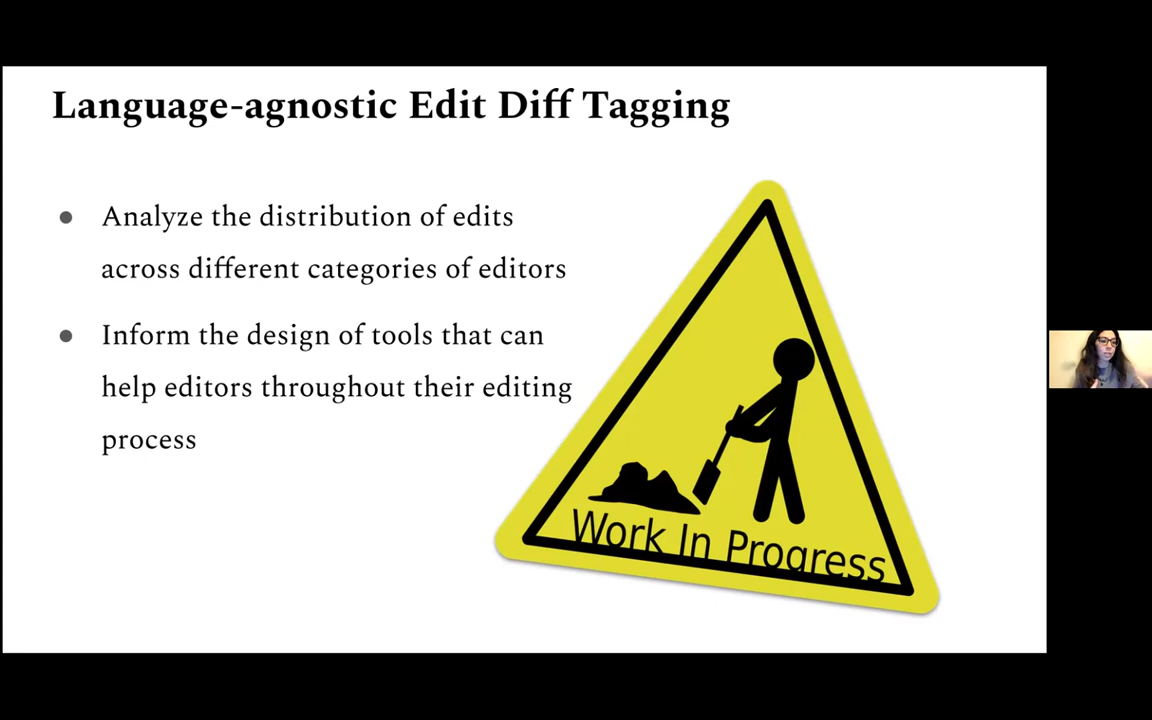 Language-agnostic Edit Diff Tagging
● Analyze the distribution of edits
across different categories of editors
● Inform the design of tools that can
help editors throughout their editing
process
Work In Progress